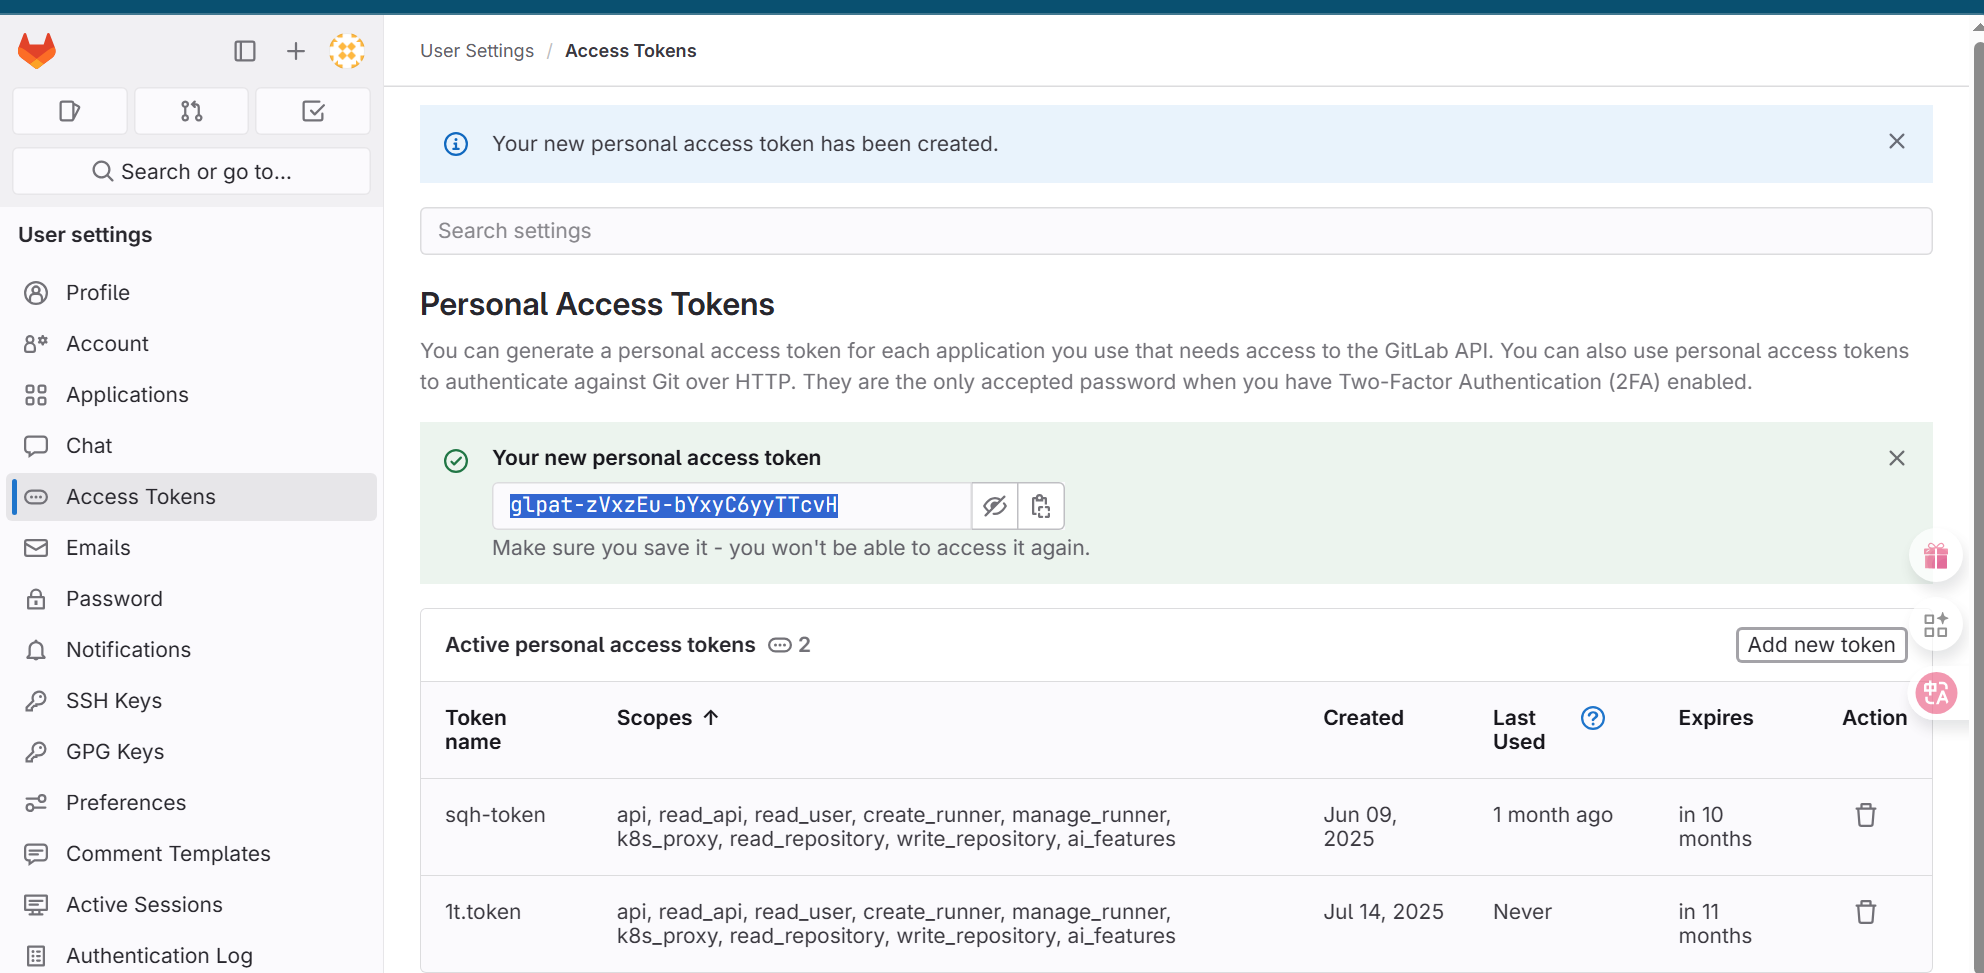 User Settings / Access Tokens
Your new personal access token has been created.
Search or go to...
Search settings
User settings
Profile
Account
Applications
Chat
Access Tokens
Emails
Password
Notifications
SSH Keys
GPG Keys
Preferences
Comment Templates
Active Sessions
Authentication Log
Personal Access Tokens
You can generate a personal access token for each application you use that needs access to the GitLab API. You can also use personal access tokens
to authenticate against Git over HTTP. They are the only accepted password when you have Two-Factor Authentication (2FA) enabled.
Your new personal access token
glpat-zVxzEu-bYxyC6yyTTcvH
Make sure you save it - you won't be able to access it again.
Active personal access tokens 2
Add new token
Token name Scopes Created Last Used Expires Action
sqh-token api, read_api, read_user, create_runner, manage_runner, Jun 09, 1 month ago in 10
k8s_proxy, read_repository, write_repository, ai_features 2025 months
1t.token api, read_api, read_user, create_runner, manage_runner, Jul 14, 2025 Never in 11
k8s_proxy, read_repository, write_repository, ai_features months
中A